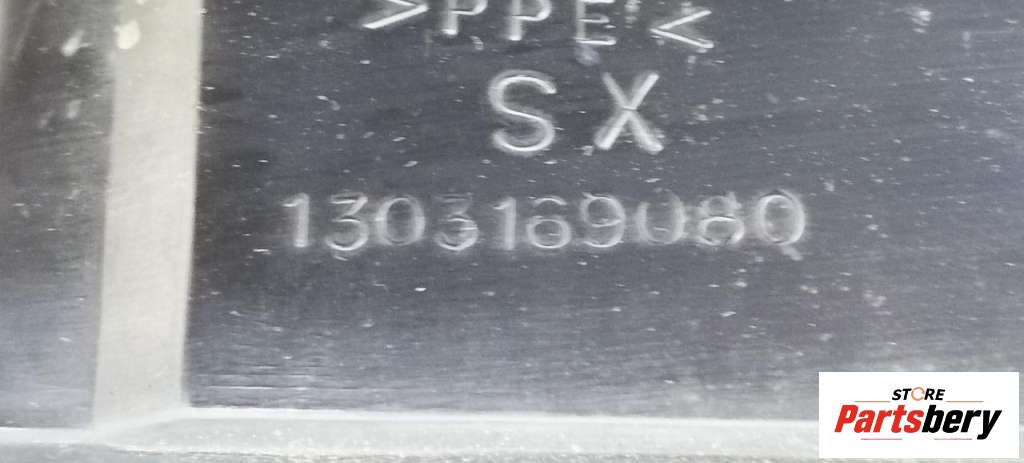 >PPE<
SX
1303169080
STORE
Partsbery